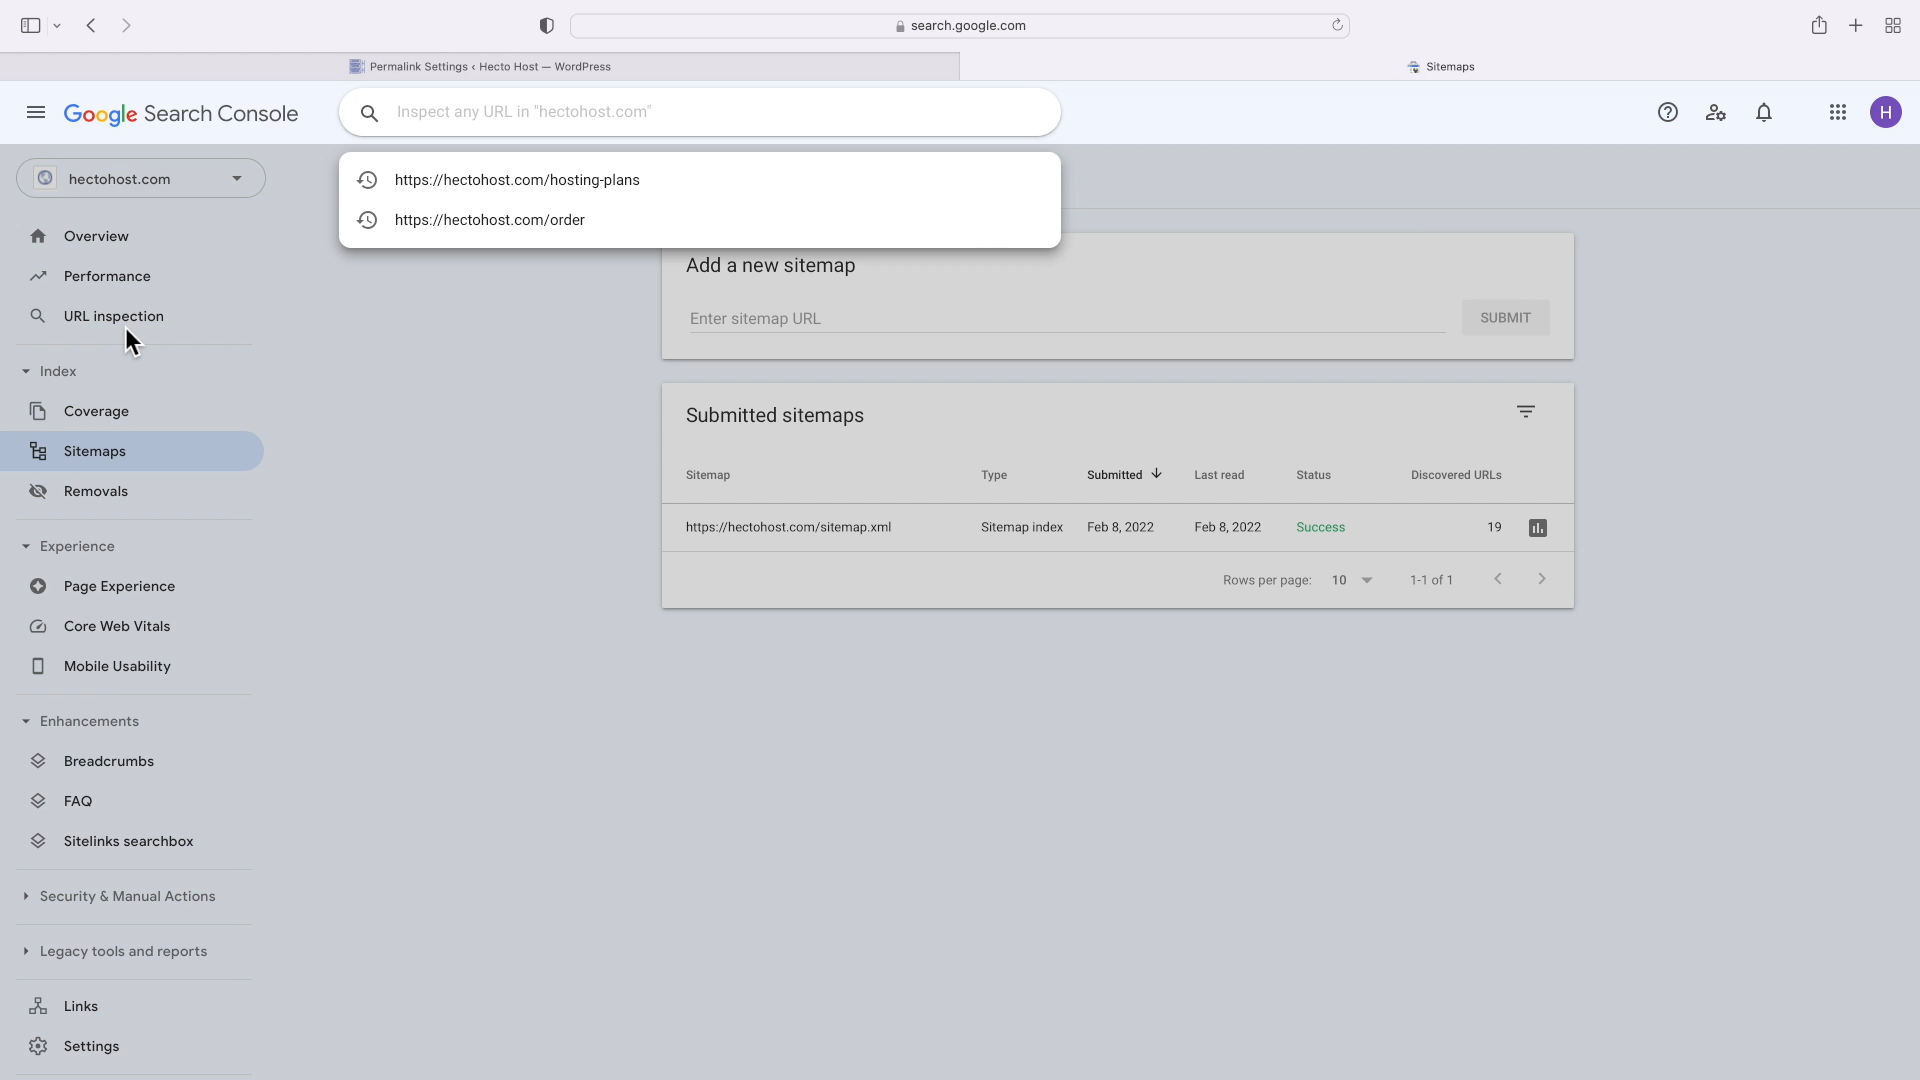 search.google.com
Permalink Settings ‹ Hecto Host — WordPress
Sitemaps
Google Search Console
Inspect any URL in "hectohost.com"
H
hectohost.com
https://hectohost.com/hosting-plans
https://hectohost.com/order
Overview
Performance
URL inspection
Index
Coverage
Sitemaps
Removals
Experience
Page Experience
Core Web Vitals
Mobile Usability
Enhancements
Breadcrumbs
FAQ
Sitelinks searchbox
Security & Manual Actions
Legacy tools and reports
Links
Settings
Add a new sitemap
Enter sitemap URL
SUBMIT
Submitted sitemaps
Sitemap Type Submitted Last read Status Discovered URLs
https://hectohost.com/sitemap.xml Sitemap index Feb 8, 2022 Feb 8, 2022 Success 19
Rows per page: 10 1-1 of 1